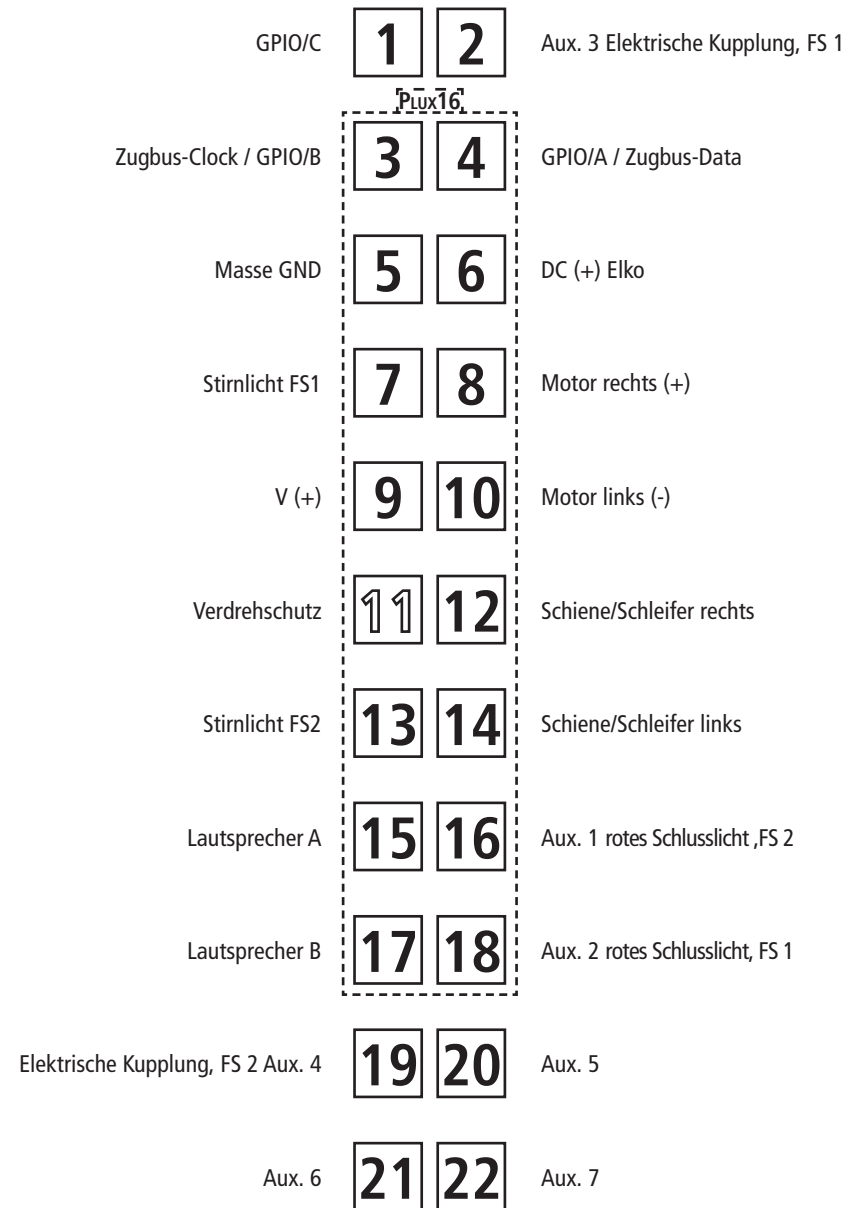 GPIO/C 1 2 Aux. 3 Elektrische Kupplung, FS 1
PLUX16
Zugbus-Clock / GPIO/B 3 4 GPIO/A / Zugbus-Data
Masse GND 5 6 DC (+) Elko
Stirnlicht FS1 7 8 Motor rechts (+)
V (+) 9 10 Motor links (-)
Verdrehschutz 11 12 Schiene/Schleifer rechts
Stirnlicht FS2 13 14 Schiene/Schleifer links
Lautsprecher A 15 16 Aux. 1 rotes Schlusslicht ,FS 2
Lautsprecher B 17 18 Aux. 2 rotes Schlusslicht, FS 1
Elektrische Kupplung, FS 2 Aux. 4 19 20 Aux. 5
Aux. 6 21 22 Aux. 7